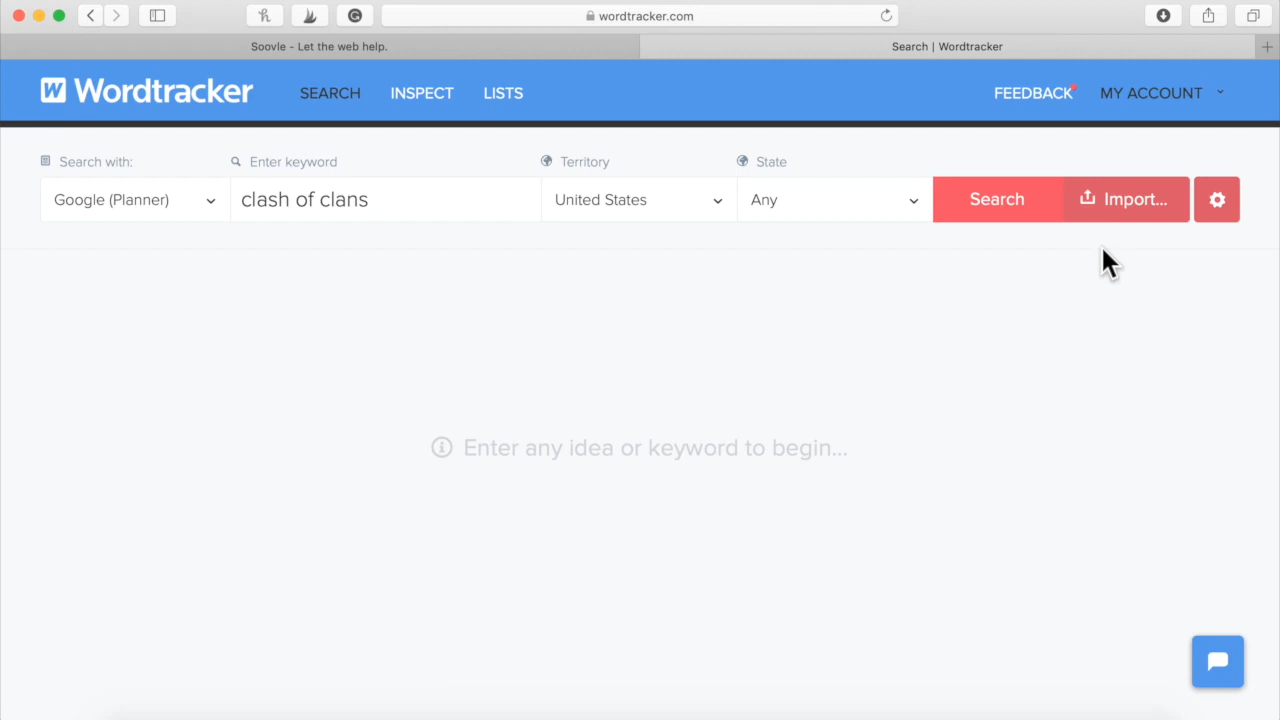 wordtracker.com
Soovle - Let the web help.
Search | Wordtracker
W Wordtracker SEARCH INSPECT LISTS FEEDBACK MY ACCOUNT
Search with: Enter keyword Territory State
Google (Planner) clash of clans United States Any Search Import...
Enter any idea or keyword to begin...